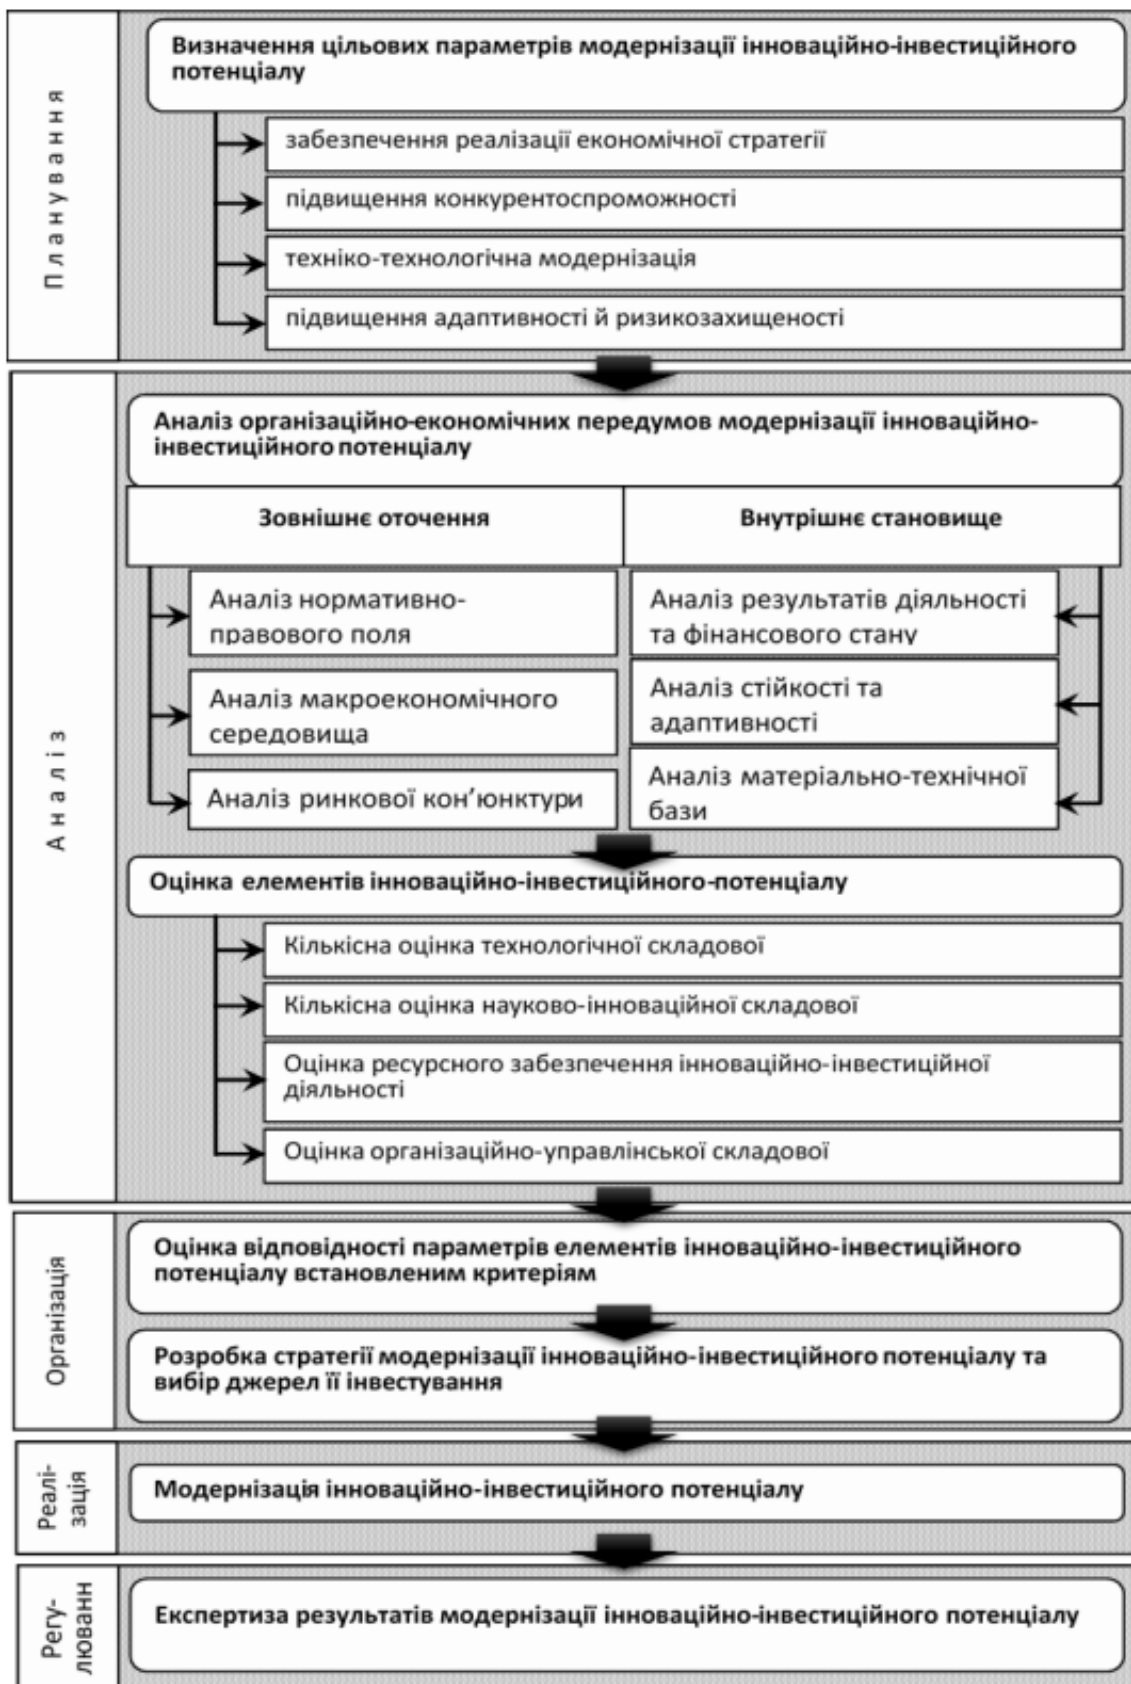 Планування
Визначення цільових параметрів модернізації інноваційно-інвестиційного
потенціалу
забезпечення реалізації економічної стратегії
підвищення конкурентоспроможності
техніко-технологічна модернізація
підвищення адаптивності й ризикозахищеності
Аналіз
Аналіз організаційно-економічних передумов модернізації інноваційно-
інвестиційного потенціалу
Зовнішнє оточення
Внутрішнє становище
Аналіз нормативно-
правового поля
Аналіз макроекономічного
середовища
Аналіз ринкової кон’юнктури
Аналіз результатів діяльності
та фінансового стану
Аналіз стійкості та
адаптивності
Аналіз матеріально-технічної
бази
Оцінка елементів інноваційно-інвестиційного-потенціалу
Кількісна оцінка технологічної складової
Кількісна оцінка науково-інноваційної складової
Оцінка ресурсного забезпечення інноваційно-інвестиційної
діяльності
Оцінка організаційно-управлінської складової
Організація
Оцінка відповідності параметрів елементів інноваційно-інвестиційного
потенціалу встановленим критеріям
Розробка стратегії модернізації інноваційно-інвестиційного потенціалу та
вибір джерел її інвестування
Реалі-
зація
Модернізація інноваційно-інвестиційного потенціалу
Регу-
люванн
Експертиза результатів модернізації інноваційно-інвестиційного потенціалу